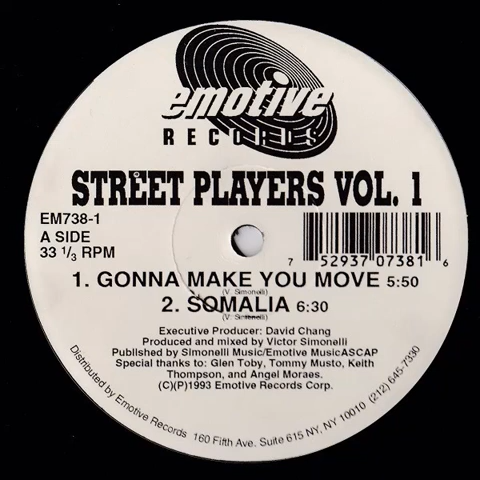 emotive
RECORDS
STREET PLAYERS VOL. 1
EM738-1
A SIDE
33 1/3 RPM
7 52937 07381 6
1. GONNA MAKE YOU MOVE 5:50
(V. Simonelli)
2. SOMALIA 6:30
(V. Simonelli)
Executive Producer: David Chang
Produced and mixed by Victor Simonelli
Published by Simonelli Music/Emotive MusicASCAP
Special thanks to: Glen Toby, Tommy Musto, Keith
Thompson, and Angel Moraes.
(C)(P)1993 Emotive Records Corp.
Distributed by Emotive Records 160 Fifth Ave. Suite 615 NY, NY 10010 (212) 645-7330